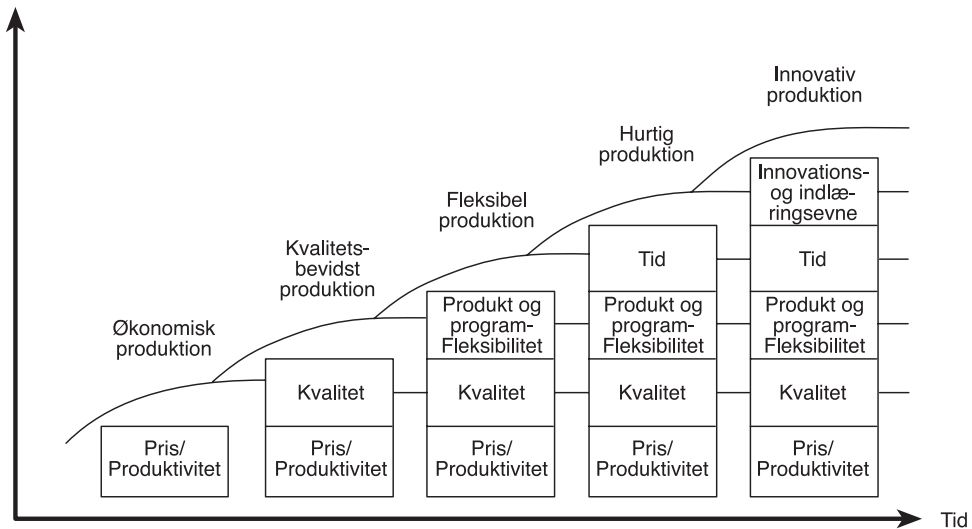 Innovativ
produktion
Hurtig
produktion
Fleksibel
produktion
Kvalitets-
bevidst
produktion
Økonomisk
produktion
Innovations-
og indlæ-
ringsevne
Tid
Tid
Produkt og
program-
Fleksibilitet
Produkt og
program-
Fleksibilitet
Produkt og
program-
Fleksibilitet
Kvalitet
Kvalitet
Kvalitet
Kvalitet
Pris/
Produktivitet
Pris/
Produktivitet
Pris/
Produktivitet
Pris/
Produktivitet
Pris/
Produktivitet
Tid